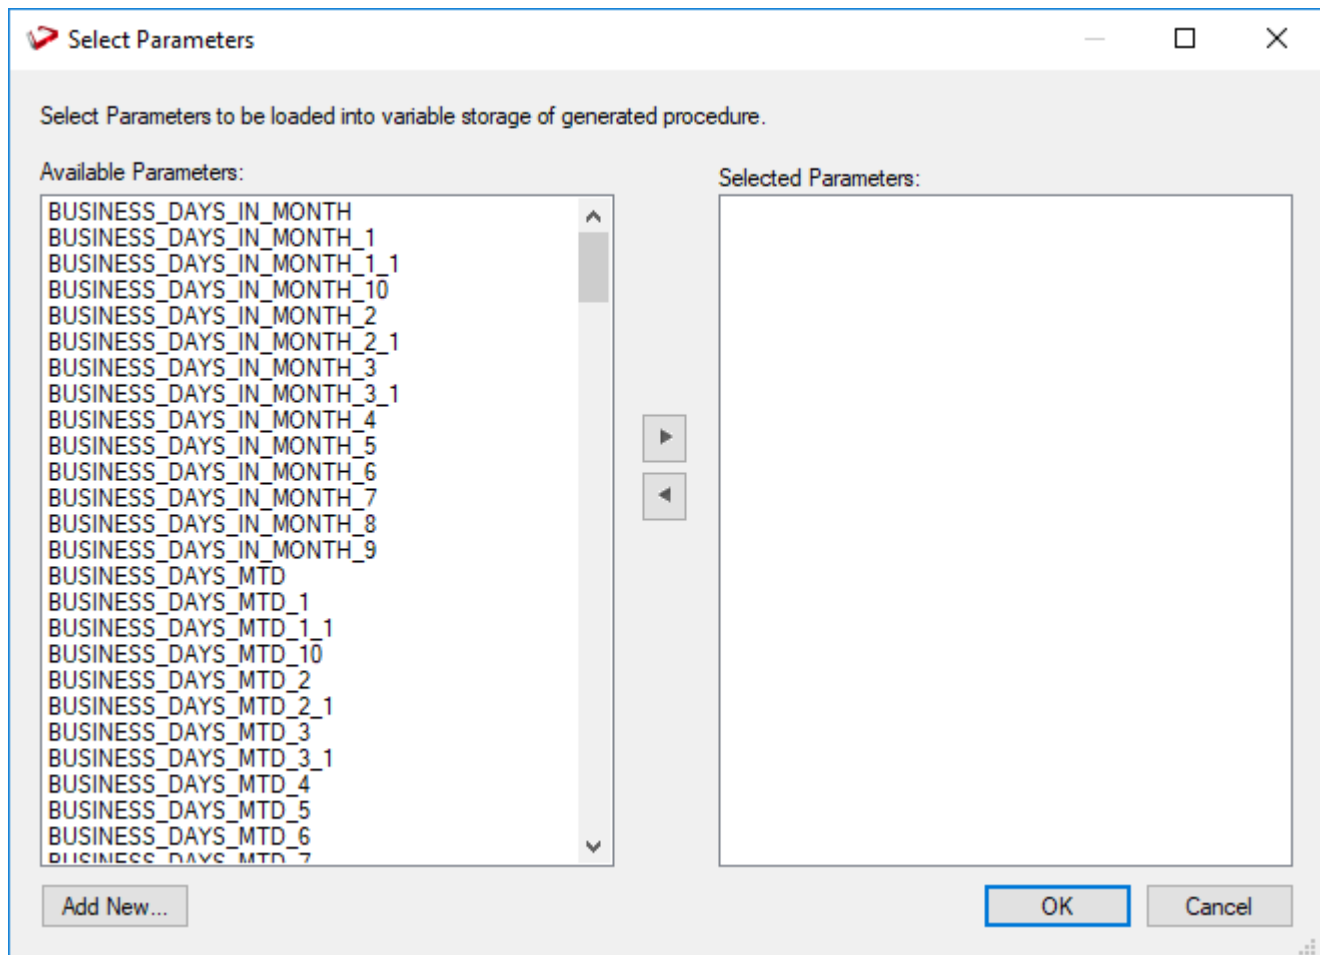 Select Parameters
Select Parameters to be loaded into variable storage of generated procedure.
Available Parameters:
BUSINESS_DAYS_IN_MONTH
BUSINESS_DAYS_IN_MONTH_1
BUSINESS_DAYS_IN_MONTH_1_1
BUSINESS_DAYS_IN_MONTH_10
BUSINESS_DAYS_IN_MONTH_2
BUSINESS_DAYS_IN_MONTH_2_1
BUSINESS_DAYS_IN_MONTH_3
BUSINESS_DAYS_IN_MONTH_3_1
BUSINESS_DAYS_IN_MONTH_4
BUSINESS_DAYS_IN_MONTH_5
BUSINESS_DAYS_IN_MONTH_6
BUSINESS_DAYS_IN_MONTH_7
BUSINESS_DAYS_IN_MONTH_8
BUSINESS_DAYS_IN_MONTH_9
BUSINESS_DAYS_MTD
BUSINESS_DAYS_MTD_1
BUSINESS_DAYS_MTD_1_1
BUSINESS_DAYS_MTD_10
BUSINESS_DAYS_MTD_2
BUSINESS_DAYS_MTD_2_1
BUSINESS_DAYS_MTD_3
BUSINESS_DAYS_MTD_3_1
BUSINESS_DAYS_MTD_4
BUSINESS_DAYS_MTD_5
BUSINESS_DAYS_MTD_6
BUSINESS_DAYS_MTD_7
Selected Parameters:
Add New...
OK
Cancel